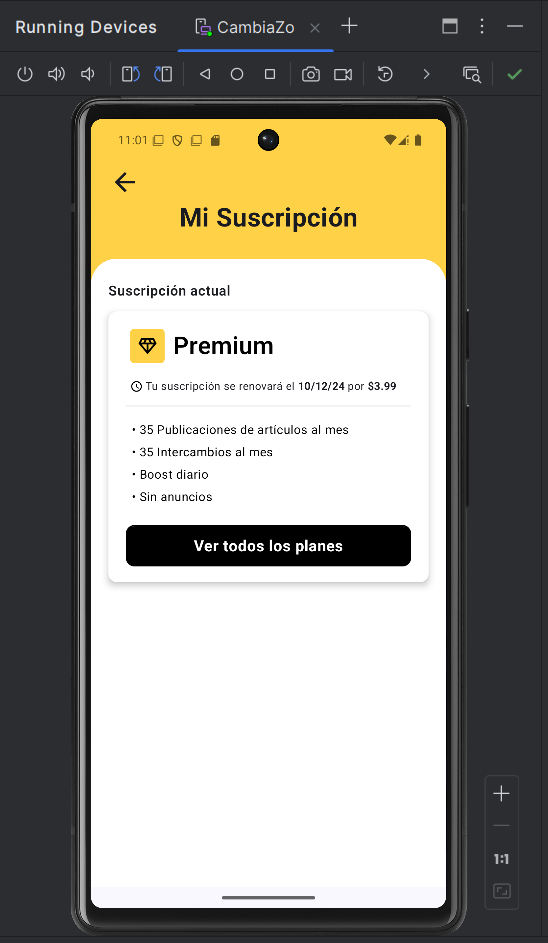 Running Devices
CambiaZo
11:01
Mi Suscripción
Suscripción actual
Premium
Tu suscripción se renovará el 10/12/24 por $3.99
• 35 Publicaciones de artículos al mes
• 35 Intercambios al mes
• Boost diario
• Sin anuncios
Ver todos los planes
1:1